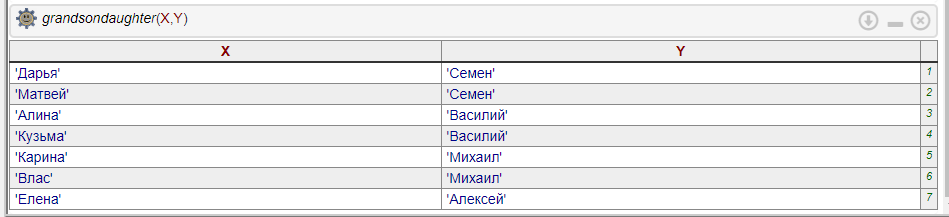 grandsondaughter(X,Y)
X Y
'Дарья' 'Семен' 1
'Матвей' 'Семен' 2
'Алина' 'Василий' 3
'Кузьма' 'Василий' 4
'Карина' 'Михаил' 5
'Влас' 'Михаил' 6
'Елена' 'Алексей' 7